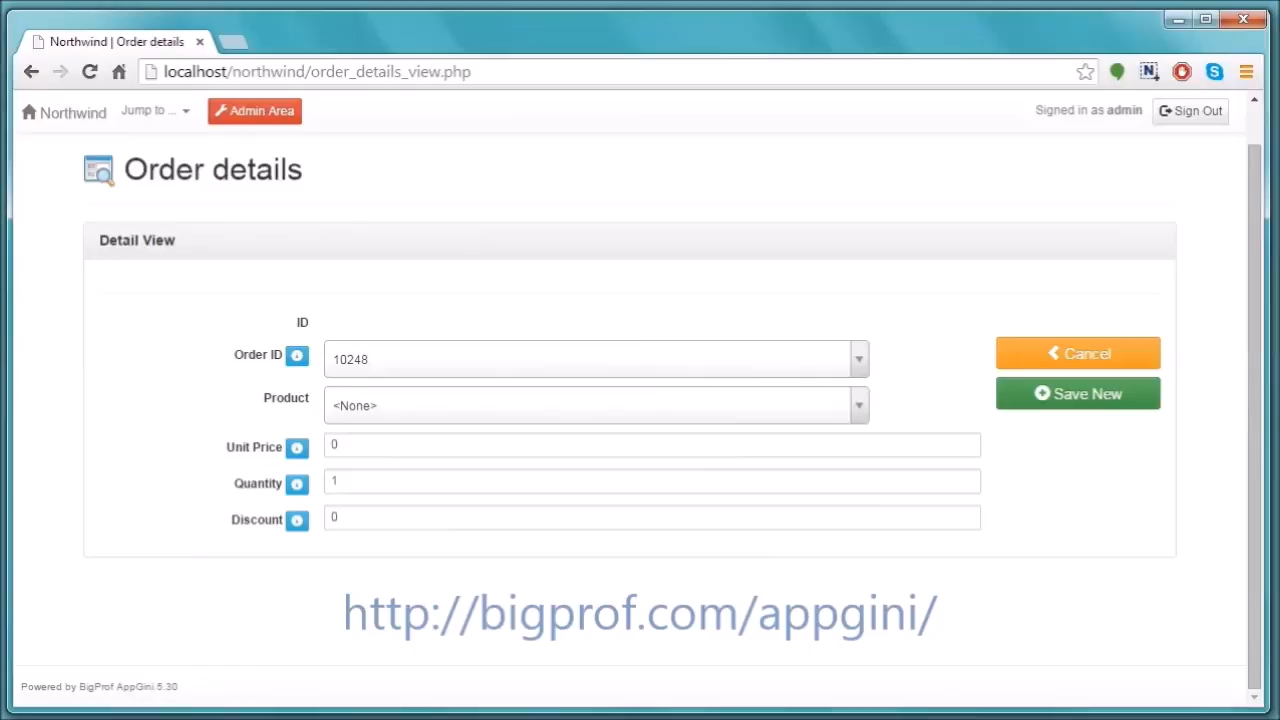 Northwind | Order details
localhost/northwind/order_details_view.php
Northwind Jump to ... Admin Area Signed in as admin Sign Out
Order details
Detail View
ID
Order ID 10248
Cancel
Product <None>
Save New
Unit Price 0
Quantity 1
Discount 0
http://bigprof.com/appgini/
Powered by BigProf AppGini 5.30